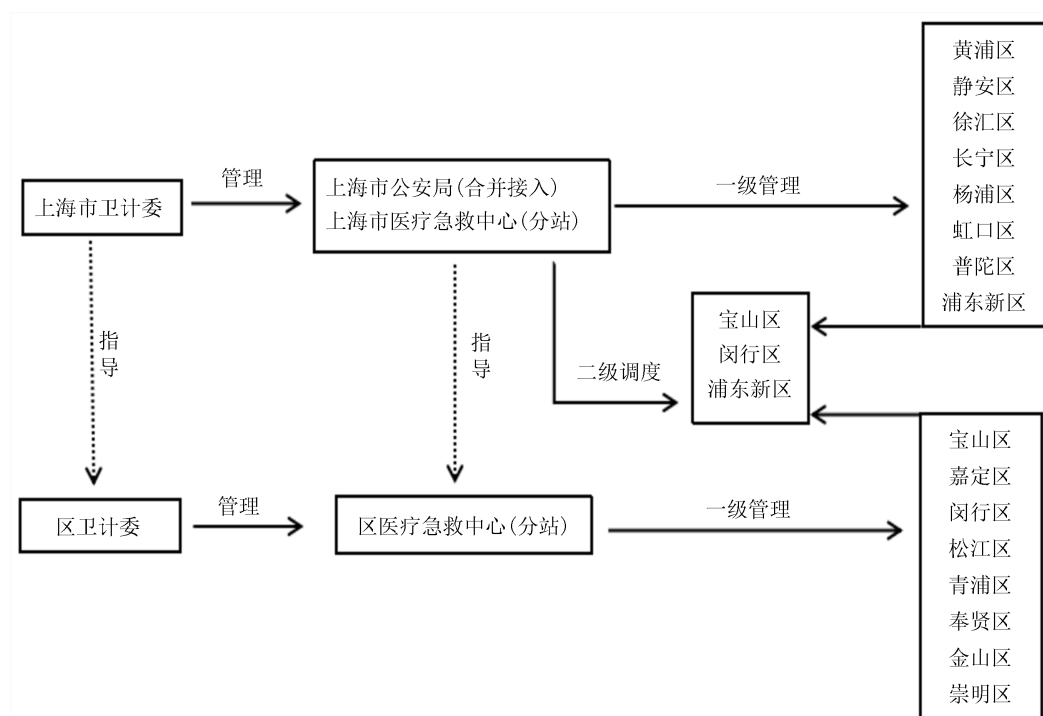 黄浦区
静安区
徐汇区
长宁区
杨浦区
虹口区
普陀区
浦东新区
管理
上海市卫计委
上海市公安局(合并接入)
上海市医疗急救中心(分站)
一级管理
指导
指导
二级调度
宝山区
闵行区
浦东新区
区卫计委
管理
区医疗急救中心(分站)
一级管理
宝山区
嘉定区
闵行区
松江区
青浦区
奉贤区
金山区
崇明区